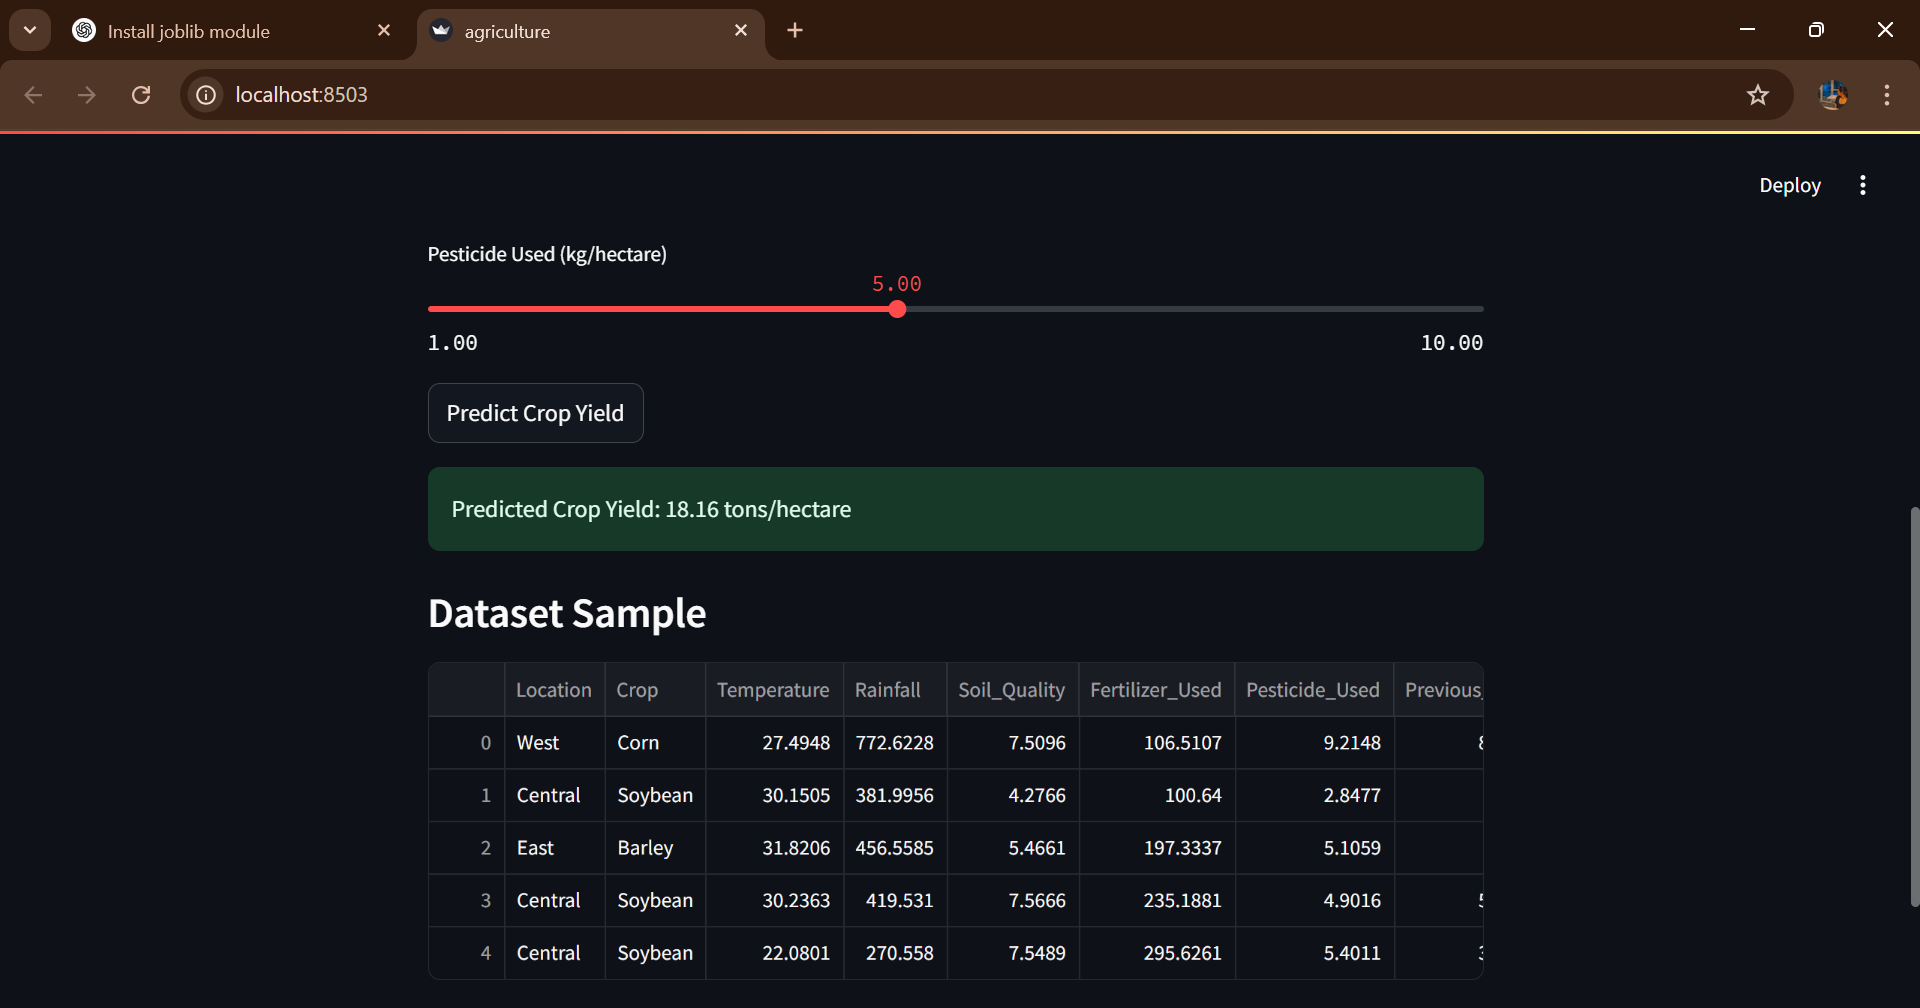 Install joblib module
agriculture
localhost:8503
Deploy
Pesticide Used (kg/hectare)
5.00
1.00 10.00
Predict Crop Yield
Predicted Crop Yield: 18.16 tons/hectare
Dataset Sample
Location Crop Temperature Rainfall Soil_Quality Fertilizer_Used Pesticide_Used Previous_
0 West Corn 27.4948 772.6228 7.5096 106.5107 9.2148
1 Central Soybean 30.1505 381.9956 4.2766 100.64 2.8477
2 East Barley 31.8206 456.5585 5.4661 197.3337 5.1059
3 Central Soybean 30.2363 419.531 7.5666 235.1881 4.9016
4 Central Soybean 22.0801 270.558 7.5489 295.6261 5.4011